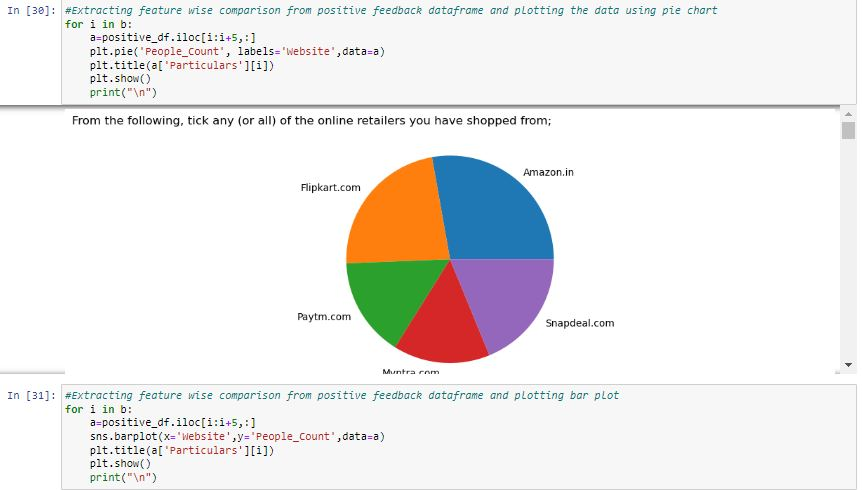 In [30]: #Extracting feature wise comparison from positive feedback dataframe and plotting the data using pie chart
for i in b:
    a=positive_df.iloc[i:i+5,:]
    plt.pie('People_Count', labels='Website',data=a)
    plt.title(a['Particulars'][i])
    plt.show()
    print("\n")
From the following, tick any (or all) of the online retailers you have shopped from;
Amazon.in
Flipkart.com
Paytm.com
Snapdeal.com
Myntra.com
In [31]: #Extracting feature wise comparison from positive feedback dataframe and plotting bar plot
for i in b:
    a=positive_df.iloc[i:i+5,:]
    sns.barplot(x='Website',y='People_Count',data=a)
    plt.title(a['Particulars'][i])
    plt.show()
    print("\n")